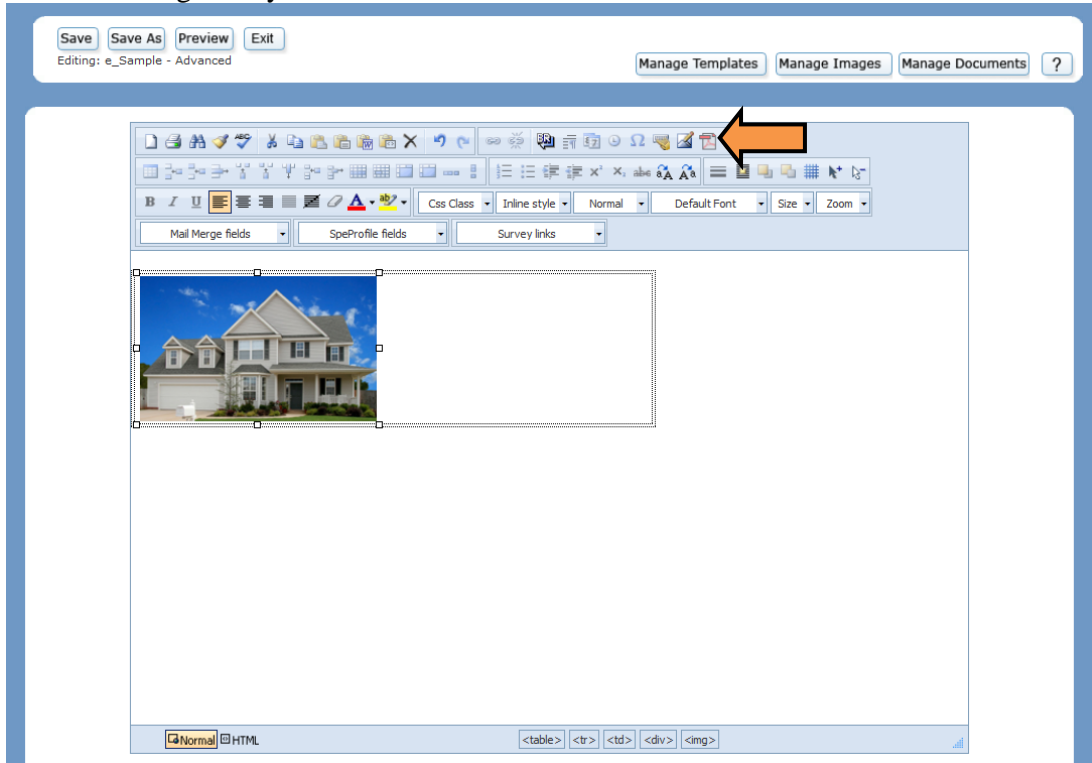 Save Save As Preview Exit
Editing: e_Sample - Advanced
Manage Templates Manage Images Manage Documents ?
B I U A ab Css Class Inline style Normal Default Font Size Zoom
Mail Merge fields SpeProfile fields Survey links
Normal HTML <table> <tr> <td> <div> <img>